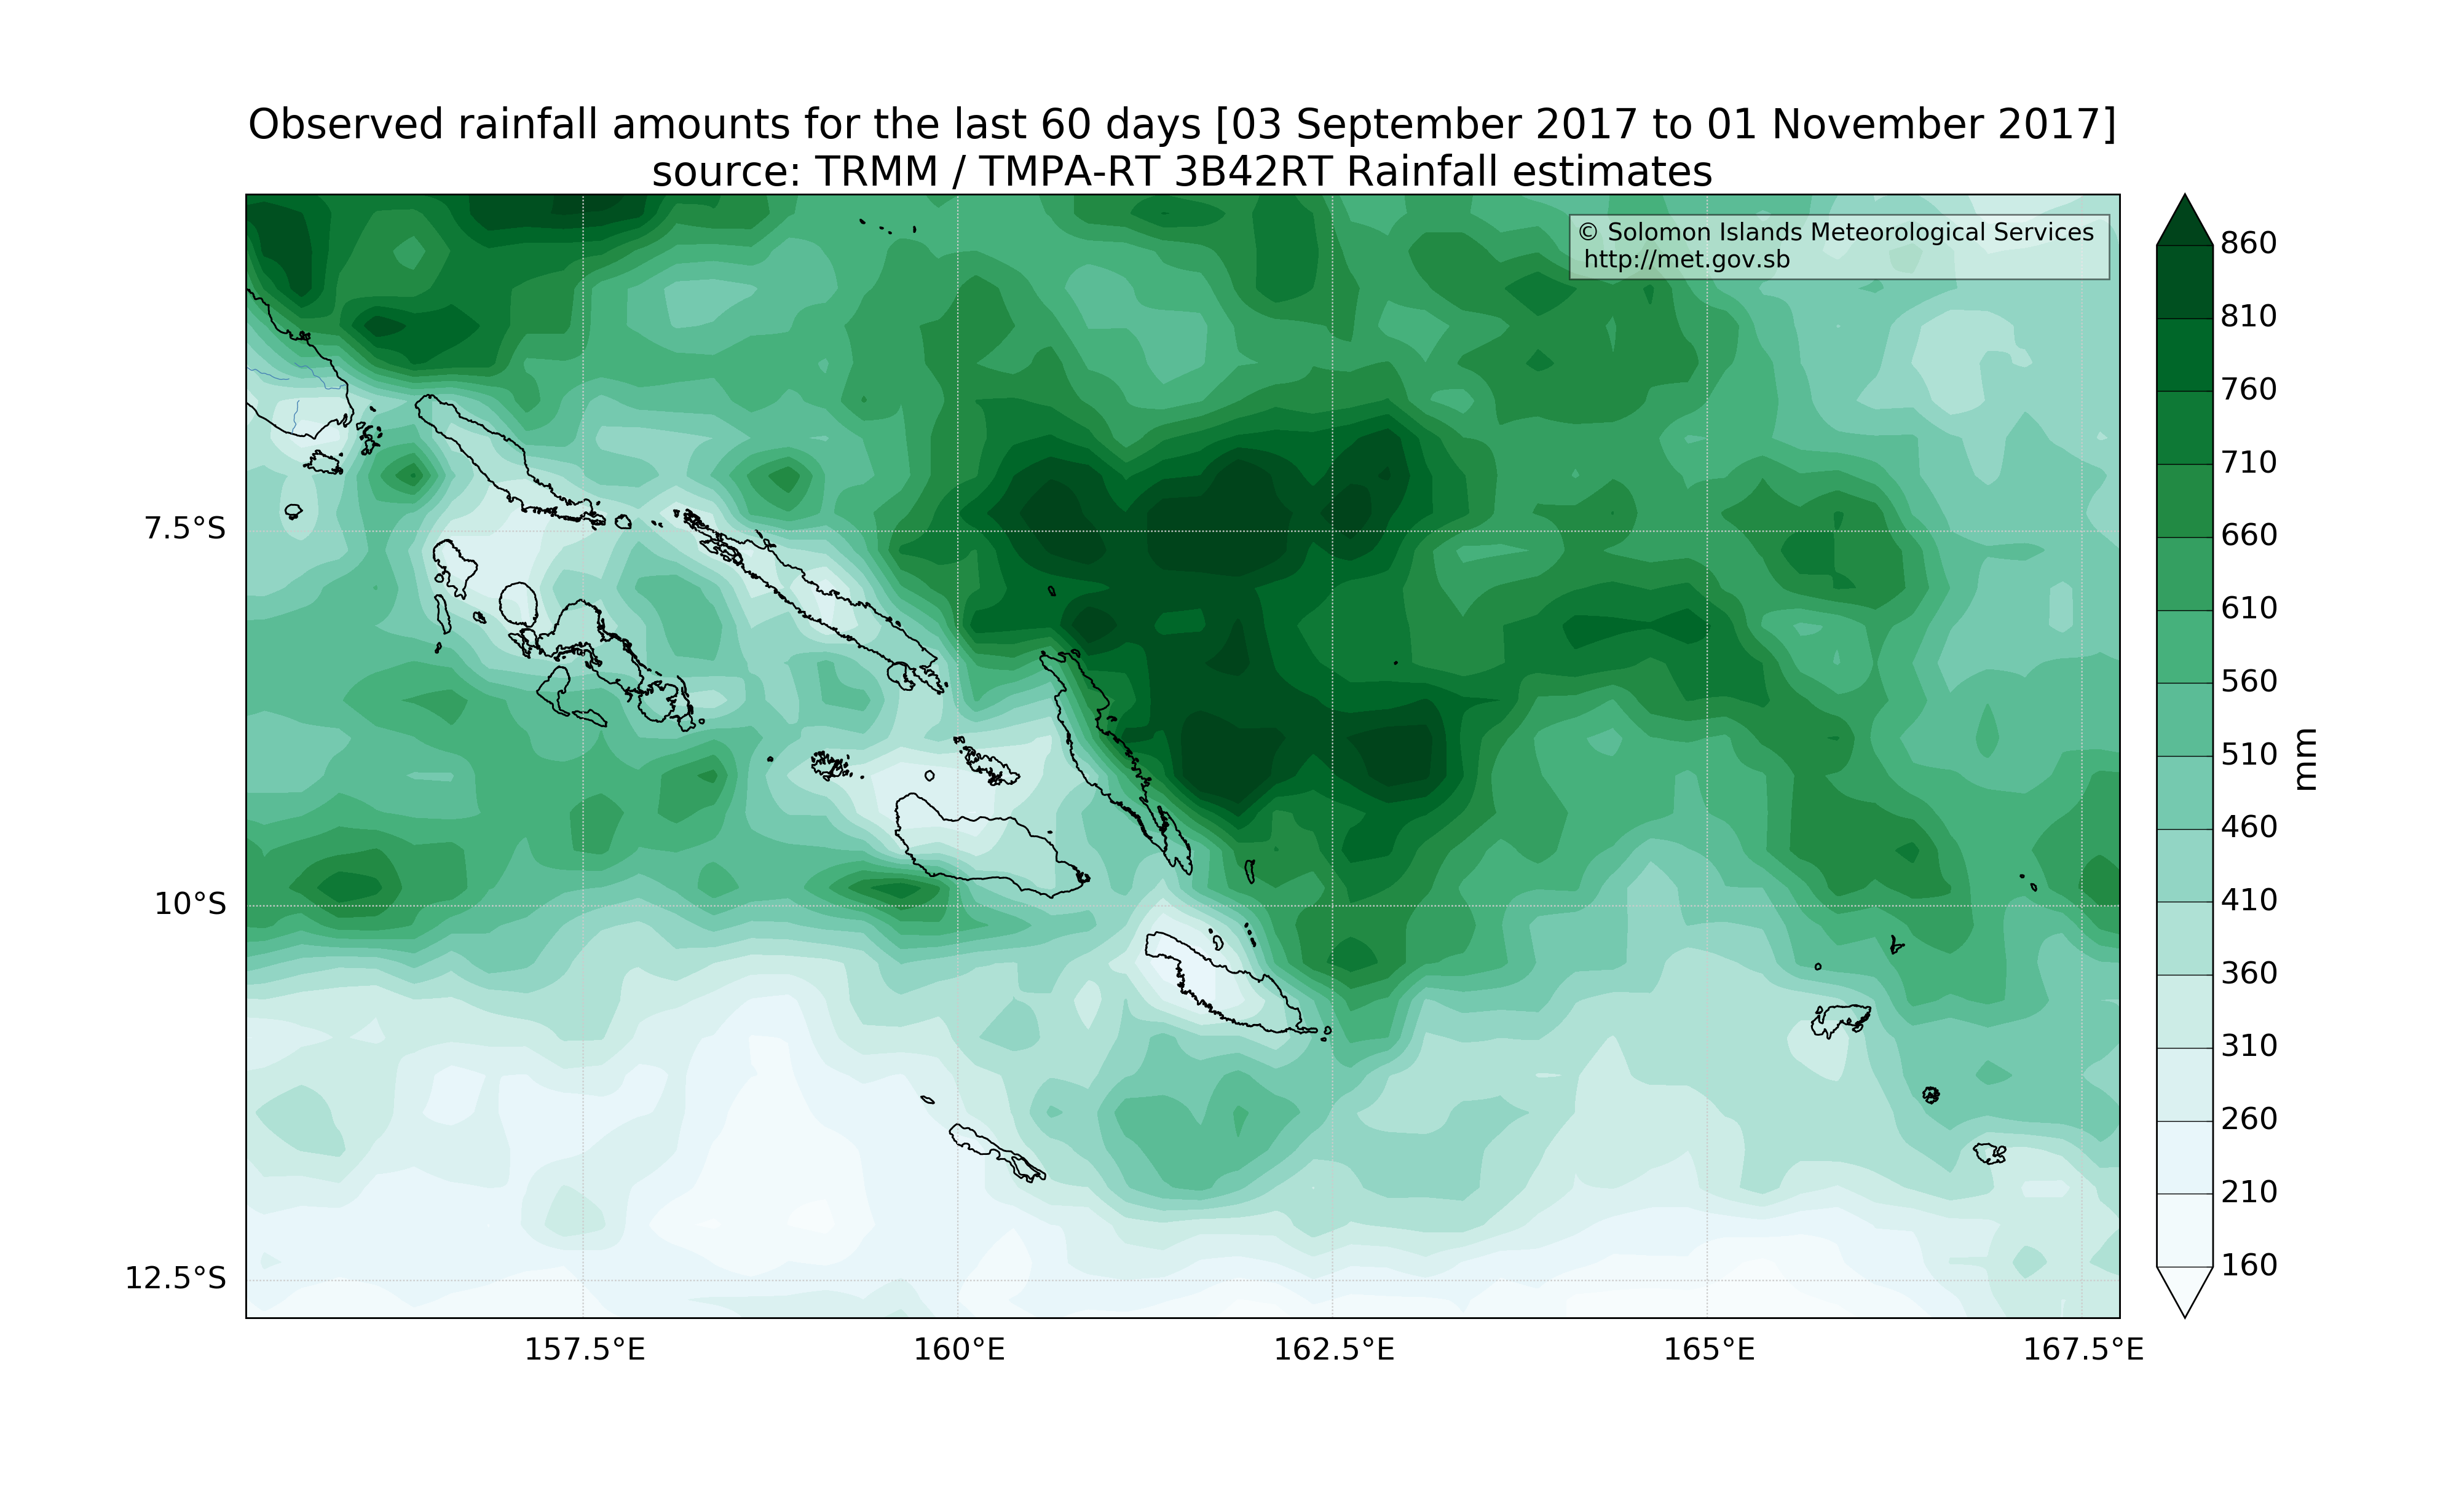 Observed rainfall amounts for the last 60 days [03 September 2017 to 01 November 2017]
source: TRMM / TMPA-RT 3B42RT Rainfall estimates
© Solomon Islands Meteorological Services
http://met.gov.sb
7.5°S
10°S
12.5°S
157.5°E
160°E
162.5°E
165°E
167.5°E
860
810
760
710
660
610
560
510
460
410
360
310
260
210
160
mm